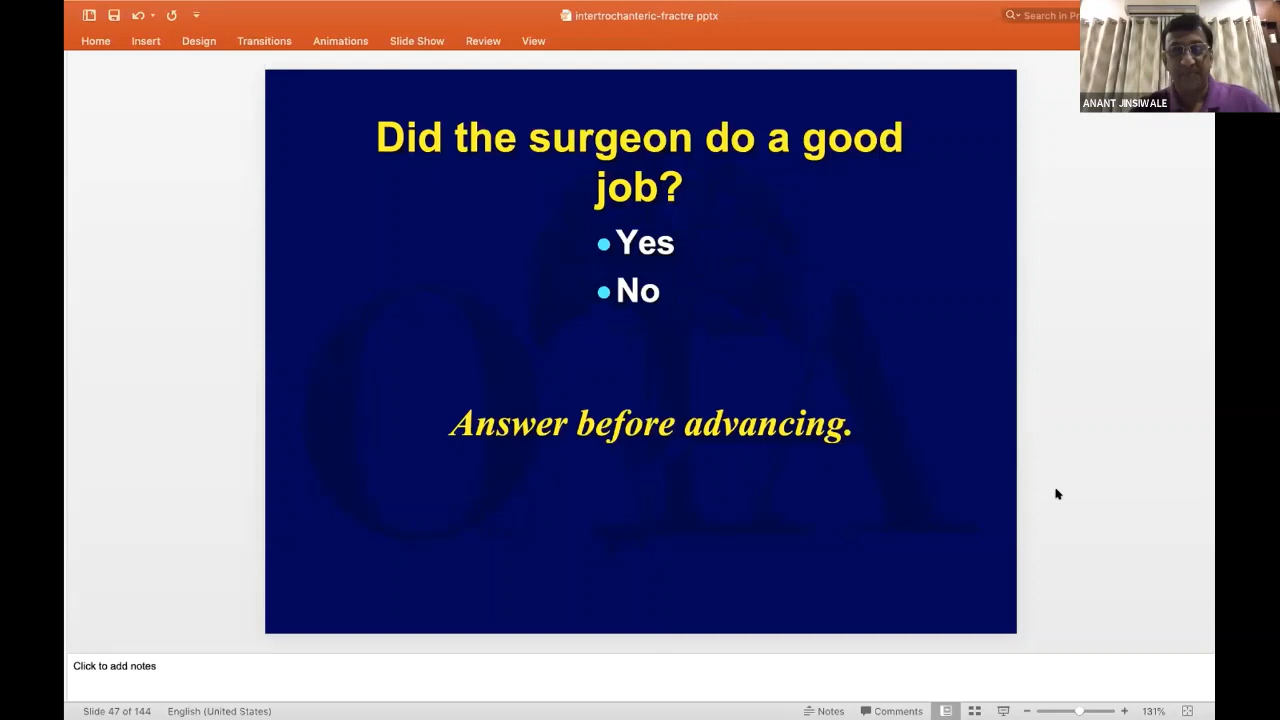 intertrochanteric-fractre pptx
Search in Pr
Home Insert Design Transitions Animations Slide Show Review View
ANANT JINSIWALE
Did the surgeon do a good
job?
Yes
No
Answer before advancing.
OTA
Click to add notes
Slide 47 of 144 English (United States) Notes Comments 131%